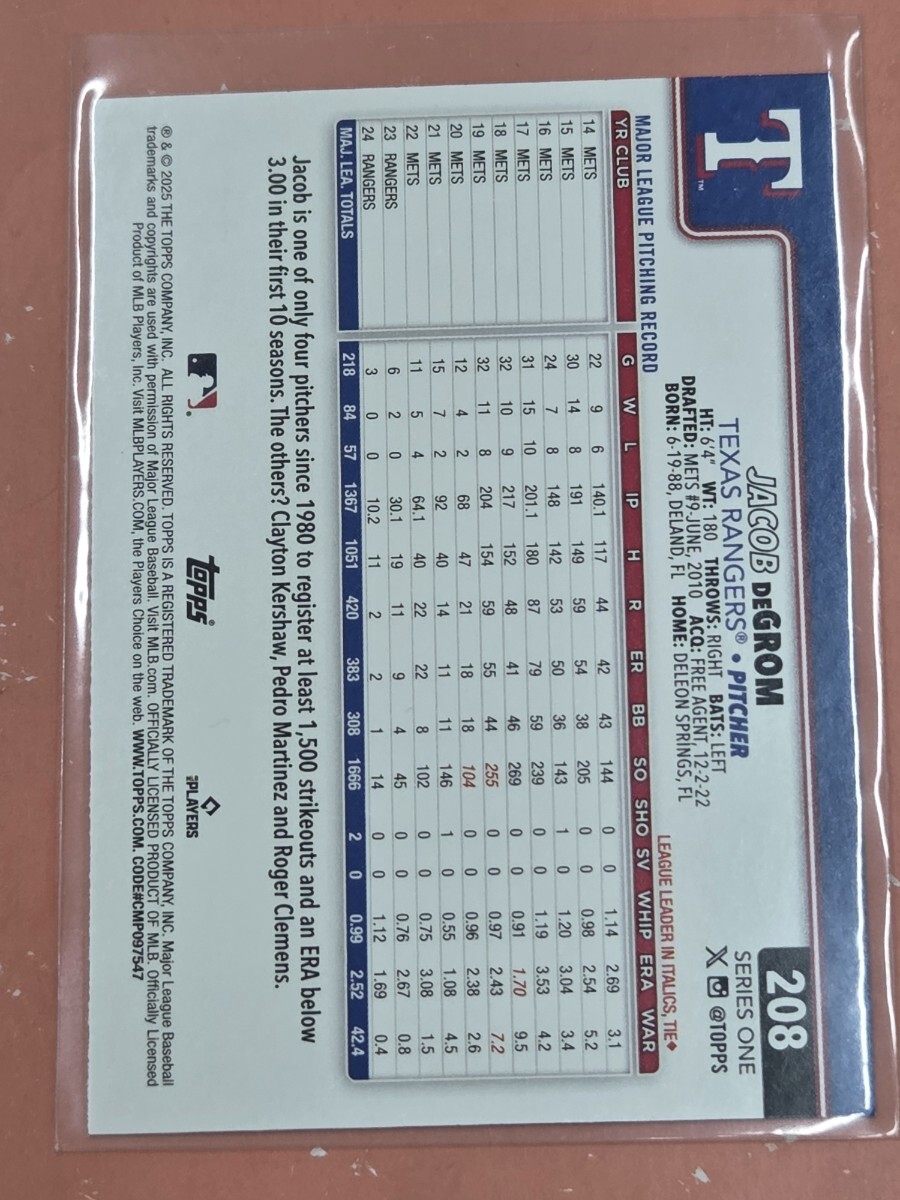 T™
208
SERIES ONE
X @TOPPS
JACOB DEGROM
TEXAS RANGERS® • PITCHER
HT: 6'4" WT: 180 THROWS: RIGHT BATS: LEFT
DRAFTED: METS #9-JUNE, 2010 ACQ: FREE AGENT, 12-2-22
BORN: 6-19-88, DELAND, FL HOME: DELEON SPRINGS, FL
MAJOR LEAGUE PITCHING RECORD LEAGUE LEADER IN ITALICS, TIE♦
YR CLUB G W L IP H R ER BB SO SHO SV WHIP ERA WAR
14 METS 22 9 6 140.1 117 44 42 43 144 0 0 1.14 2.69 3.1
15 METS 30 14 8 191 149 59 54 38 205 0 0 0.98 2.54 5.2
16 METS 24 7 8 148 142 53 50 36 143 1 0 1.20 3.04 3.4
17 METS 31 15 10 201.1 180 87 79 59 239 0 0 1.19 3.53 4.2
18 METS 32 10 9 217 152 48 41 46 269 0 0 0.91 1.70 9.5
19 METS 32 11 8 204 154 59 55 44 255 0 0 0.97 2.43 7.2
20 METS 12 4 2 68 47 21 18 18 104 0 0 0.96 2.38 2.6
21 METS 15 7 2 92 40 14 11 11 146 1 0 0.55 1.08 4.5
22 METS 11 5 4 64.1 40 22 22 8 102 0 0 0.75 3.08 1.5
23 RANGERS 6 2 0 30.1 19 11 9 4 45 0 0 0.76 2.67 0.8
24 RANGERS 3 0 0 10.2 11 2 2 1 14 0 0 1.12 1.69 0.4
MAJ. LEA. TOTALS 218 84 57 1367 1051 420 383 308 1666 2 0 0.99 2.52 42.4
Jacob is one of only four pitchers since 1980 to register at least 1,500 strikeouts and an ERA below
3.00 in their first 10 seasons. The others? Clayton Kershaw, Pedro Martinez and Roger Clemens.
topps®
PLAYERS
® & © 2025 THE TOPPS COMPANY, INC. ALL RIGHTS RESERVED. TOPPS IS A REGISTERED TRADEMARK OF THE TOPPS COMPANY, INC. Major League Baseball
trademarks and copyrights are used with permission of Major League Baseball. Visit MLB.com. OFFICIALLY LICENSED PRODUCT OF MLB. Officially Licensed
Product of MLB Players, Inc. Visit MLBPLAYERS.COM, the Players Choice on the web. WWW.TOPPS.COM. CODE#CMP097547